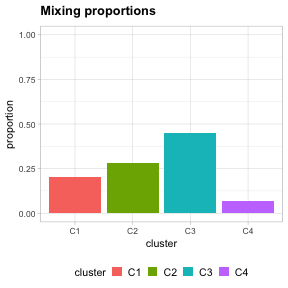 Mixing proportions
1.00
0.75
0.50
0.25
0.00
proportion
C1 C2 C3 C4
cluster
cluster C1 C2 C3 C4